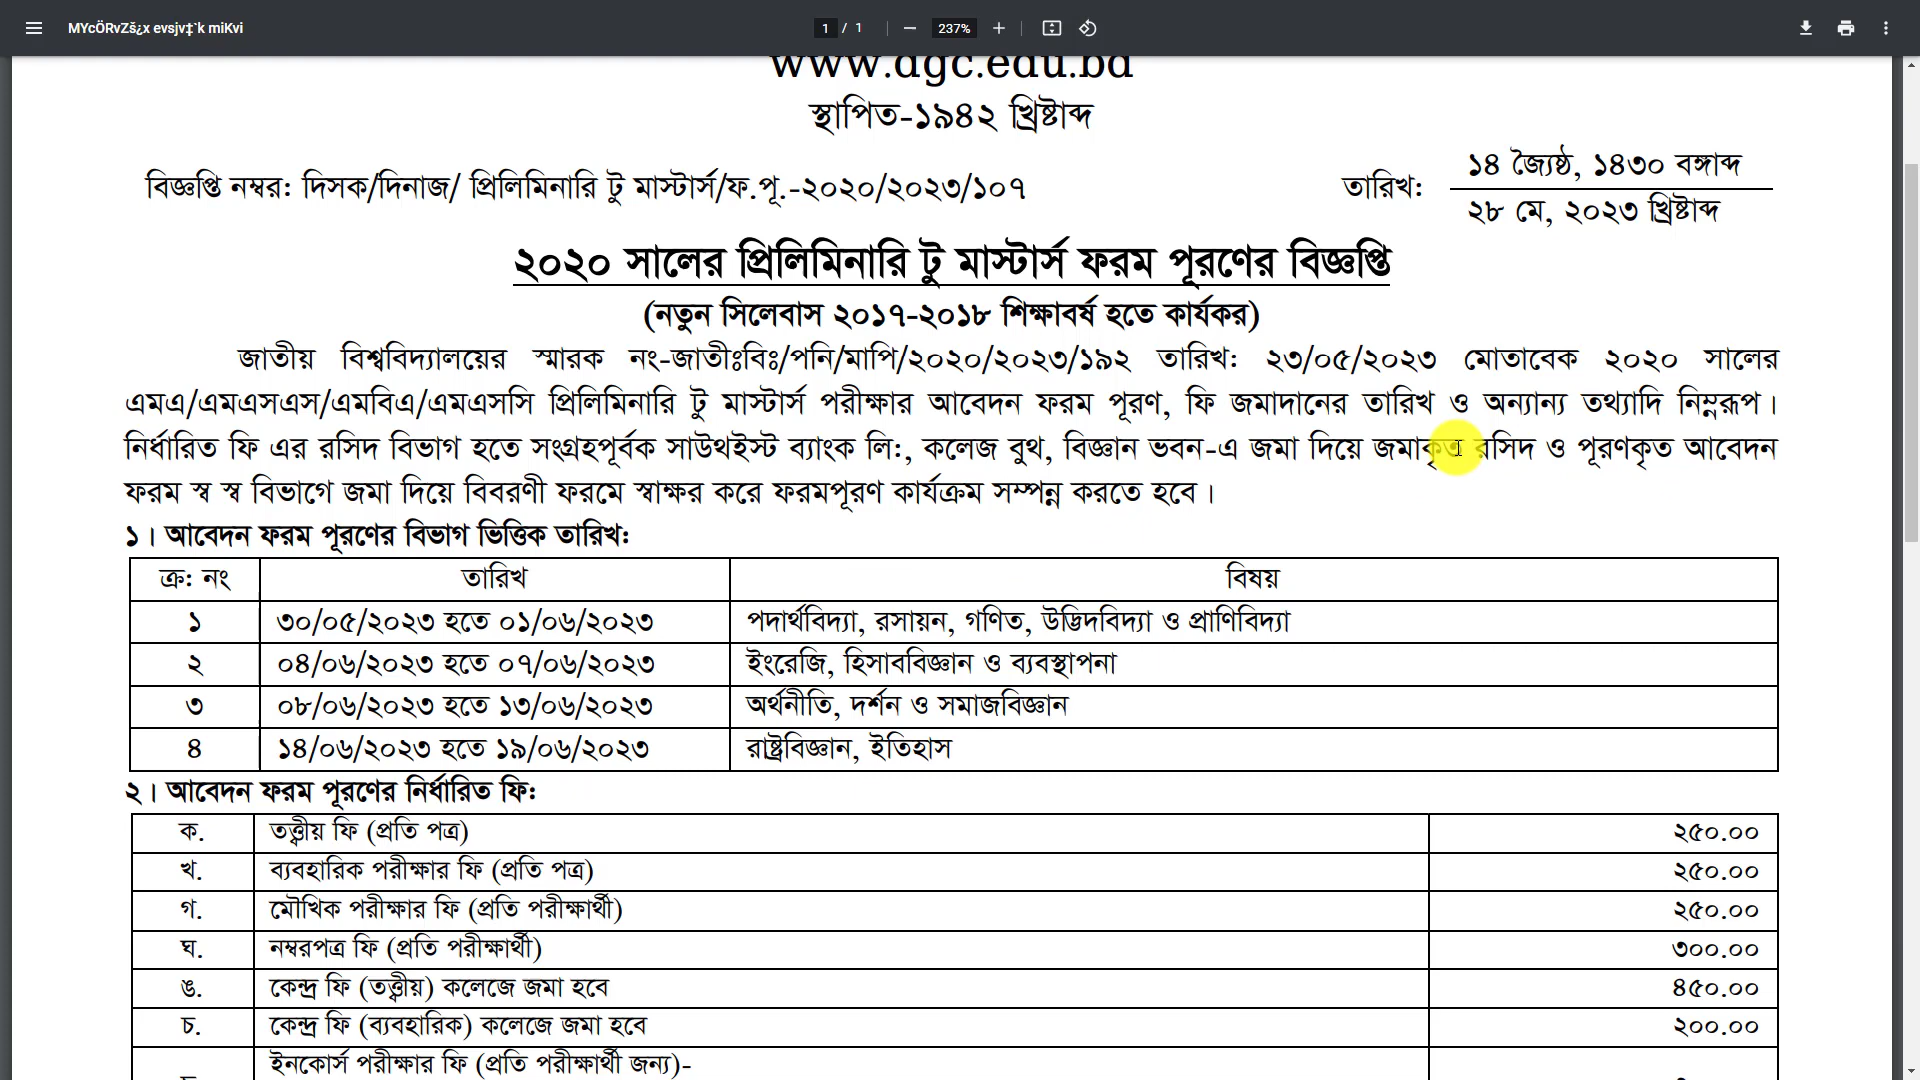 MYcÖRvZš¿x evsjv‡`k miKvi
1 / 1
237%
www.dgc.edu.bd
স্থাপিত-১৯৪২ খ্রিষ্টাব্দ
বিজ্ঞপ্তি নম্বর: দিসক/দিনাজ/ প্রিলিমিনারি টু মাস্টার্স/ফ.পূ.-২০২০/২০২৩/১০৭
তারিখ: ১৪ জ্যৈষ্ঠ, ১৪৩০ বঙ্গাব্দ
২৮ মে, ২০২৩ খ্রিষ্টাব্দ
২০২০ সালের প্রিলিমিনারি টু মাস্টার্স ফরম পূরণের বিজ্ঞপ্তি
(নতুন সিলেবাস ২০১৭-২০১৮ শিক্ষাবর্ষ হতে কার্যকর)
জাতীয় বিশ্ববিদ্যালয়ের স্মারক নং-জাতীঃবিঃ/পনি/মাপি/২০২০/২০২৩/১৯২ তারিখ: ২৩/০৫/২০২৩ মোতাবেক ২০২০ সালের
এমএ/এমএসএস/এমবিএ/এমএসসি প্রিলিমিনারি টু মাস্টার্স পরীক্ষার আবেদন ফরম পূরণ, ফি জমাদানের তারিখ ও অন্যান্য তথ্যাদি নিম্নরূপ।
নির্ধারিত ফি এর রসিদ বিভাগ হতে সংগ্রহপূর্বক সাউথইস্ট ব্যাংক লি:, কলেজ বুথ, বিজ্ঞান ভবন-এ জমা দিয়ে জমাকৃত রসিদ ও পূরণকৃত আবেদন
ফরম স্ব স্ব বিভাগে জমা দিয়ে বিবরণী ফরমে স্বাক্ষর করে ফরমপূরণ কার্যক্রম সম্পন্ন করতে হবে।
১। আবেদন ফরম পূরণের বিভাগ ভিত্তিক তারিখ:
ক্র: নং তারিখ বিষয়
১ ৩০/০৫/২০২৩ হতে ০১/০৬/২০২৩ পদার্থবিদ্যা, রসায়ন, গণিত, উদ্ভিদবিদ্যা ও প্রাণিবিদ্যা
২ ০৪/০৬/২০২৩ হতে ০৭/০৬/২০২৩ ইংরেজি, হিসাববিজ্ঞান ও ব্যবস্থাপনা
৩ ০৮/০৬/২০২৩ হতে ১৩/০৬/২০২৩ অর্থনীতি, দর্শন ও সমাজবিজ্ঞান
৪ ১৪/০৬/২০২৩ হতে ১৯/০৬/২০২৩ রাষ্ট্রবিজ্ঞান, ইতিহাস
২। আবেদন ফরম পূরণের নির্ধারিত ফি:
ক. তত্ত্বীয় ফি (প্রতি পত্র) ২৫০.০০
খ. ব্যবহারিক পরীক্ষার ফি (প্রতি পত্র) ২৫০.০০
গ. মৌখিক পরীক্ষার ফি (প্রতি পরীক্ষার্থী) ২৫০.০০
ঘ. নম্বরপত্র ফি (প্রতি পরীক্ষার্থী) ৩০০.০০
ঙ. কেন্দ্র ফি (তত্ত্বীয়) কলেজে জমা হবে ৪৫০.০০
চ. কেন্দ্র ফি (ব্যবহারিক) কলেজে জমা হবে ২০০.০০
ইনকোর্স পরীক্ষার ফি (প্রতি পরীক্ষার্থী জন্য)-